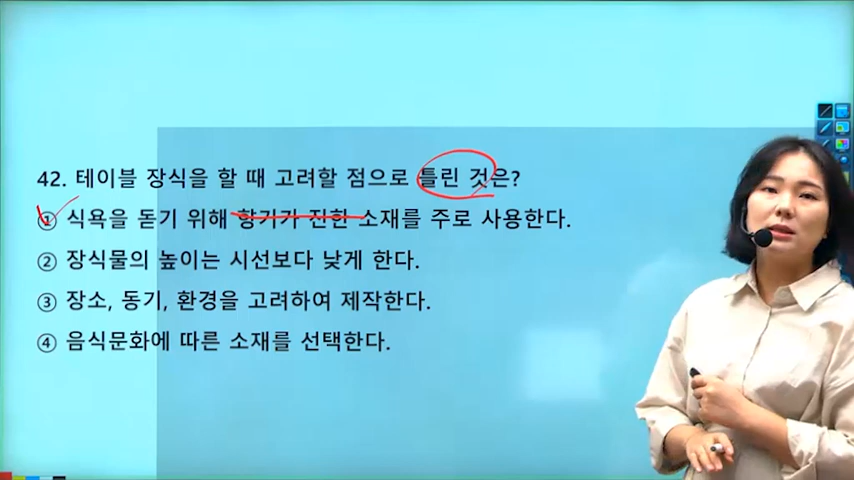 42. 테이블 장식을 할 때 고려할 점으로 틀린 것은?
① 식욕을 돋기 위해 향기가 진한 소재를 주로 사용한다.
② 장식물의 높이는 시선보다 낮게 한다.
③ 장소, 동기, 환경을 고려하여 제작한다.
④ 음식문화에 따른 소재를 선택한다.